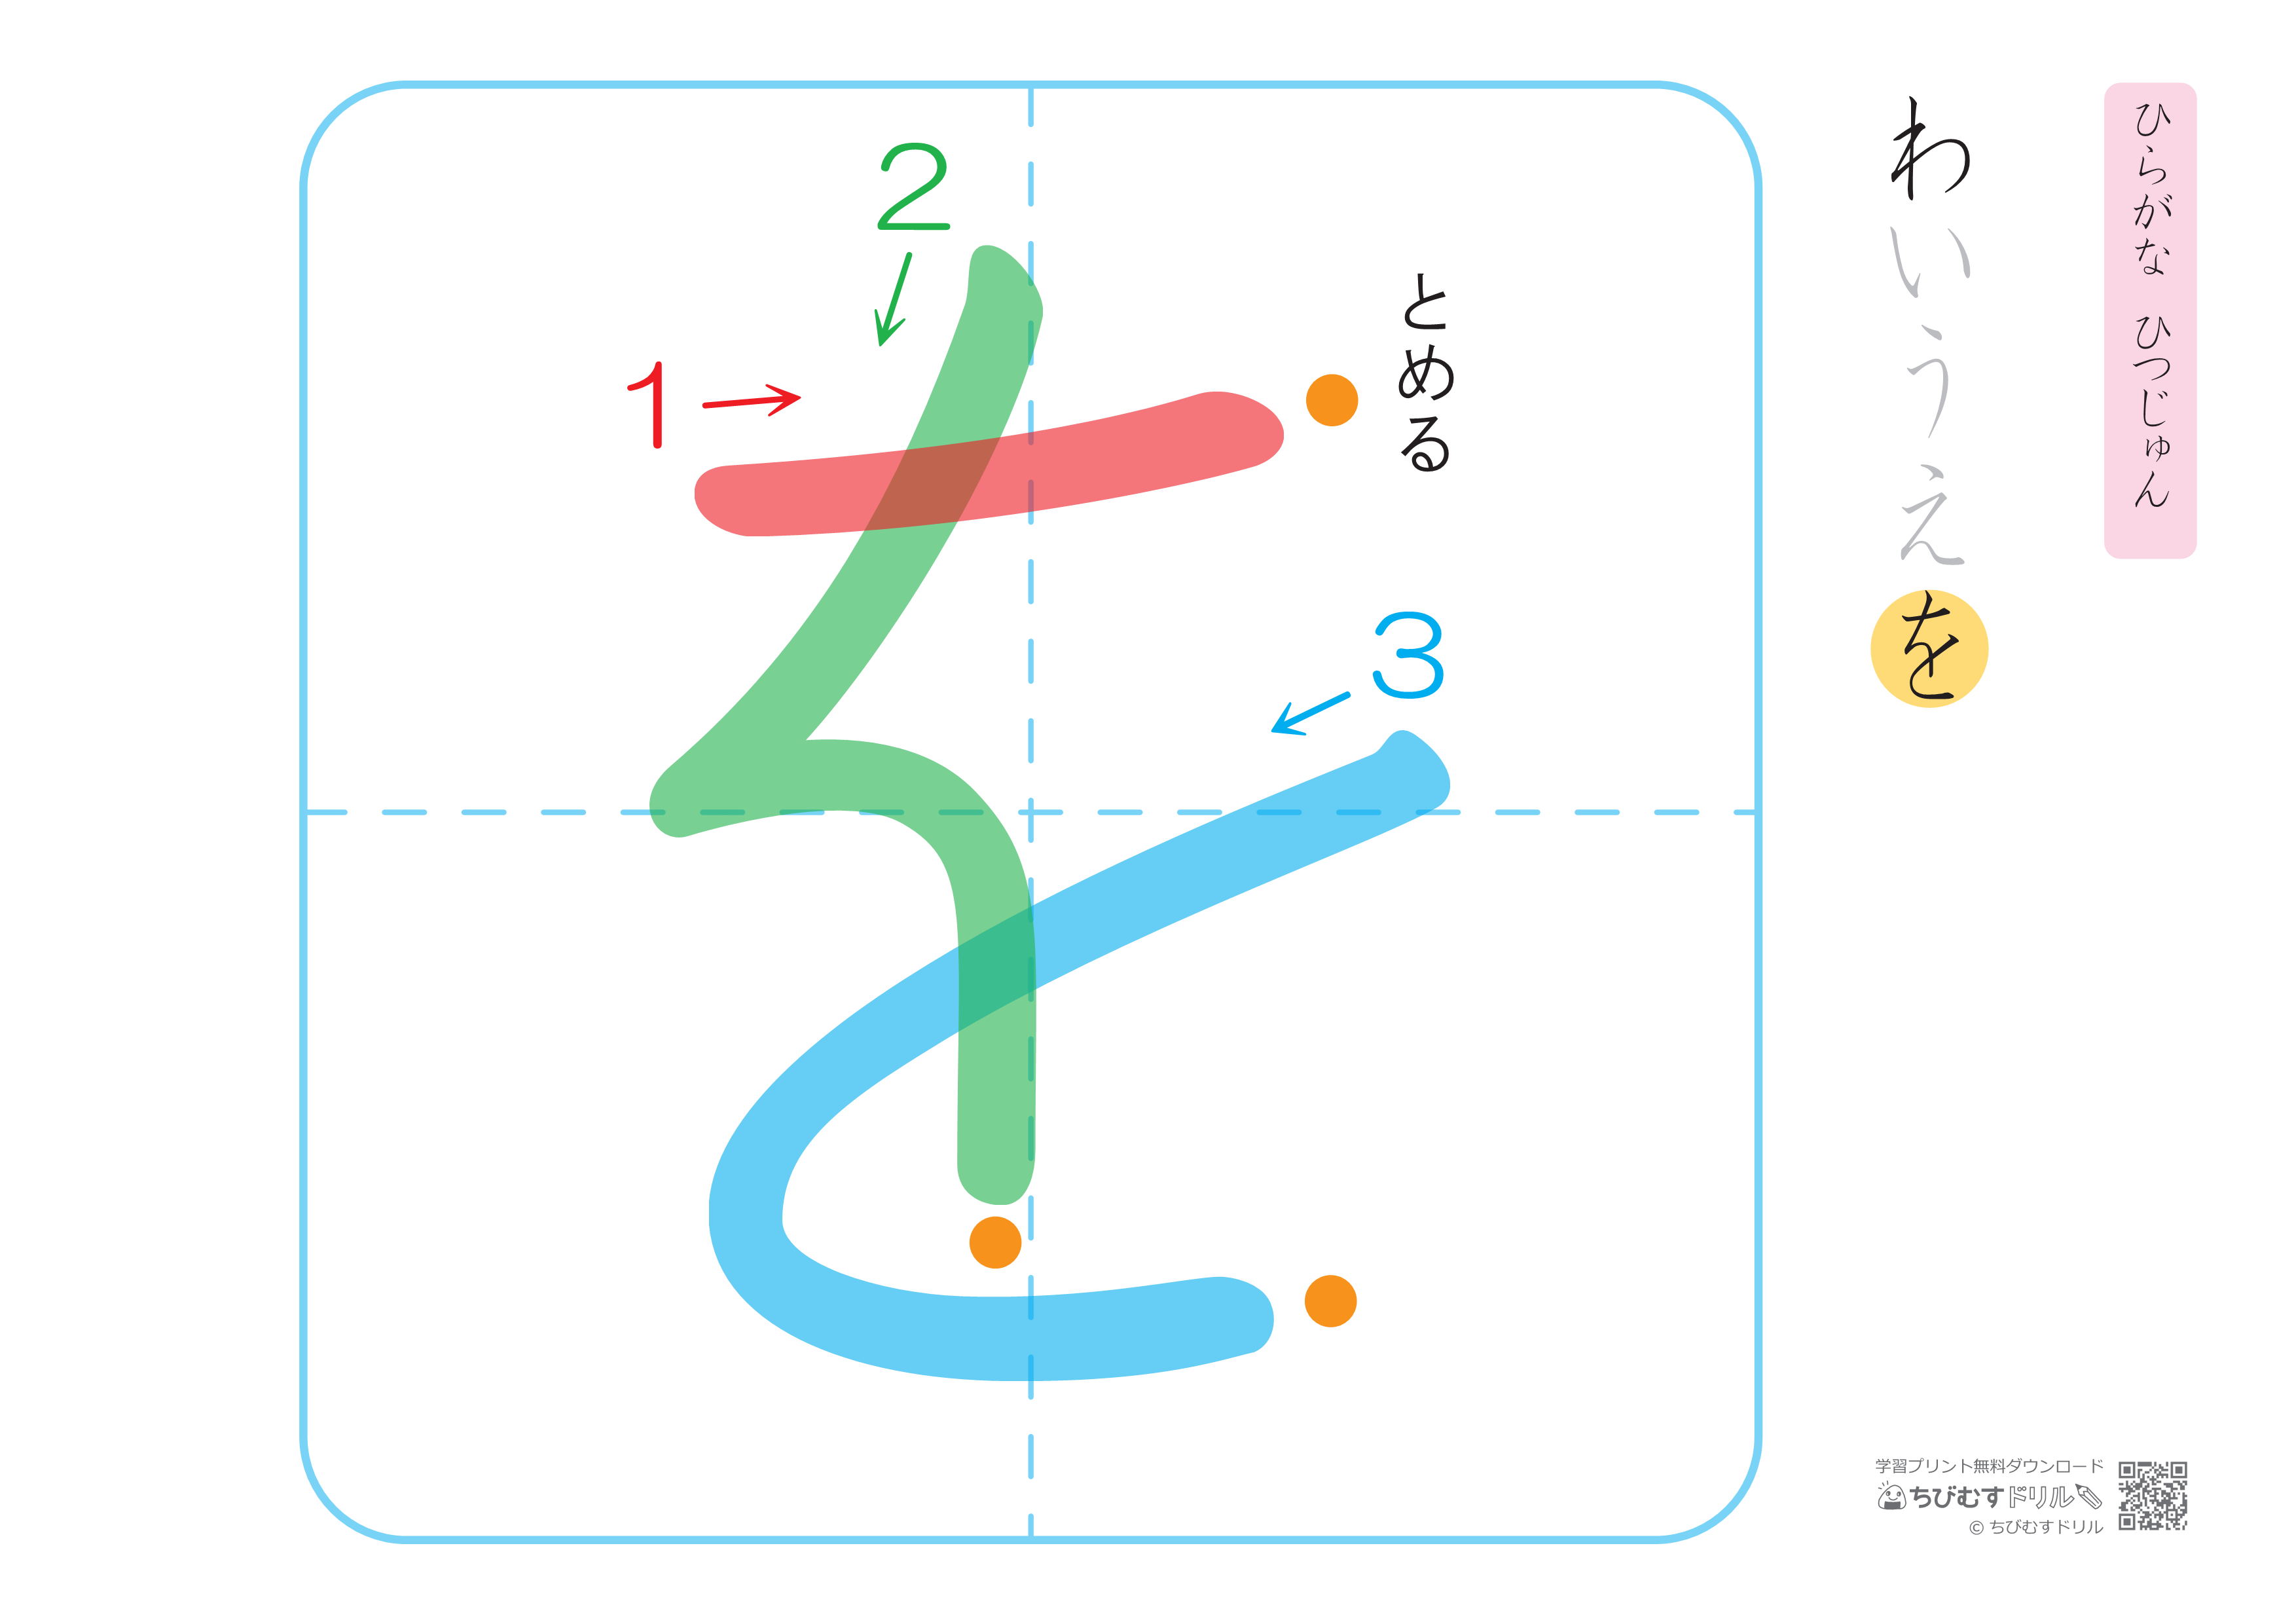 ひらがな ひつじゅん
わいうえを
とめる
1
2
3
を
学習プリント無料ダウンロード
ちびむすドリル
© ちびむすドリル